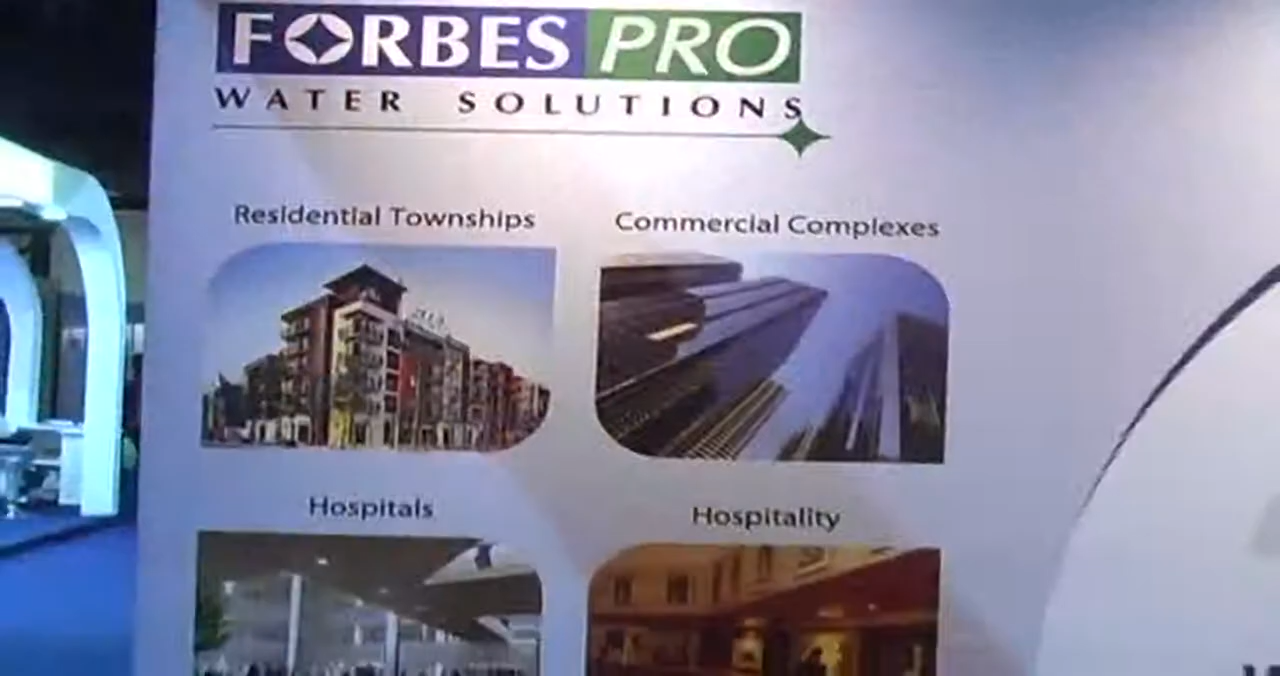 FORBES PRO
WATER SOLUTIONS
Residential Townships
Commercial Complexes
Hospitals
Hospitality